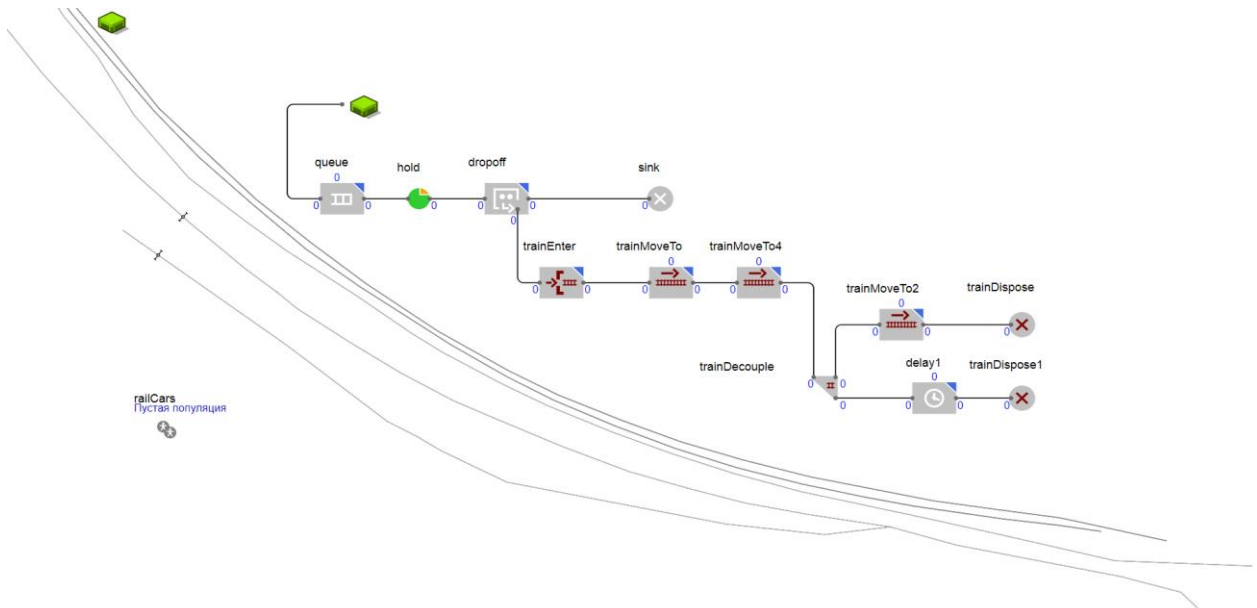 0
queue
0 0
hold
0 0
dropoff
0 0
0
sink
0
trainEnter
0 0
trainMoveTo
0
0 0
trainMoveTo4
0
0 0
trainMoveTo2
0
0 0
trainDispose
0
trainDecouple
0 0
0
delay1
0
0 0
trainDispose1
0
railCars
Пустая популяция